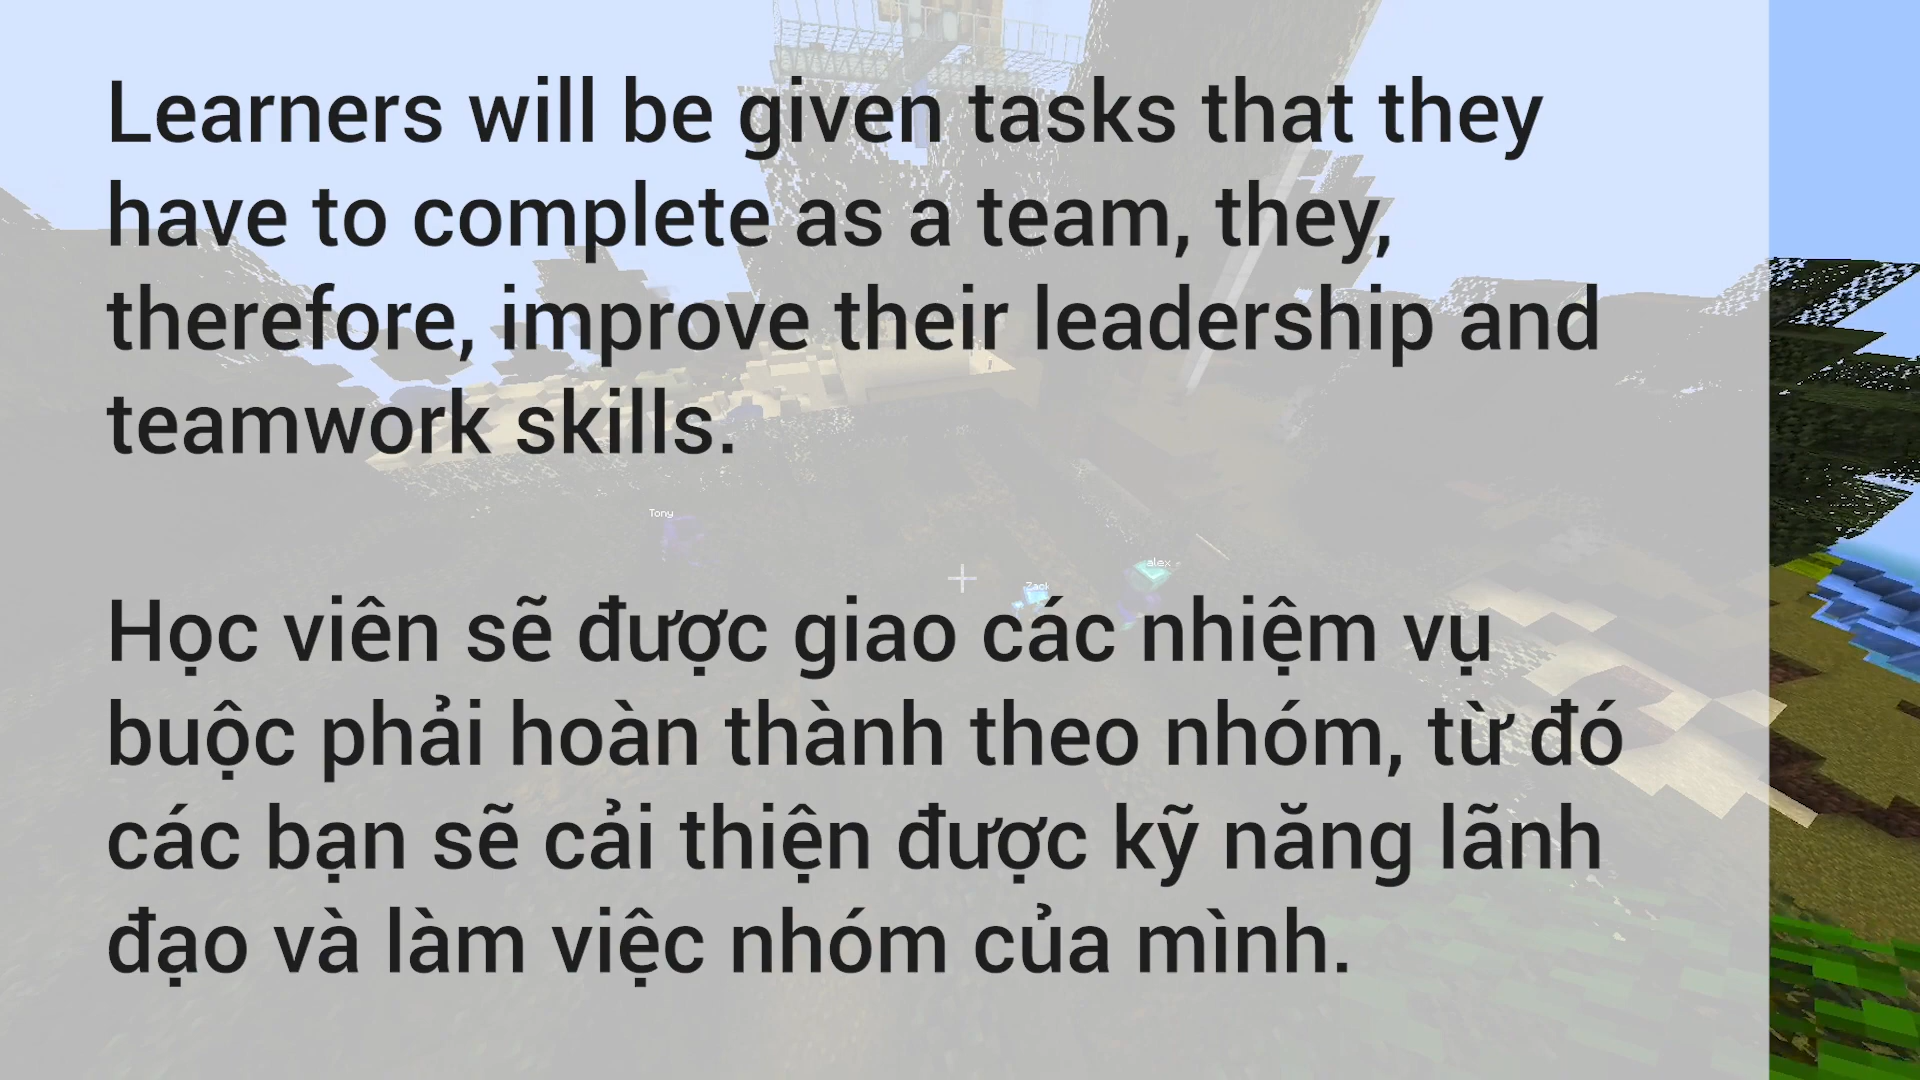 Learners will be given tasks that they
have to complete as a team, they,
therefore, improve their leadership and
teamwork skills.
Tony
alex
Zack
Học viên sẽ được giao các nhiệm vụ
buộc phải hoàn thành theo nhóm, từ đó
các bạn sẽ cải thiện được kỹ năng lãnh
đạo và làm việc nhóm của mình.